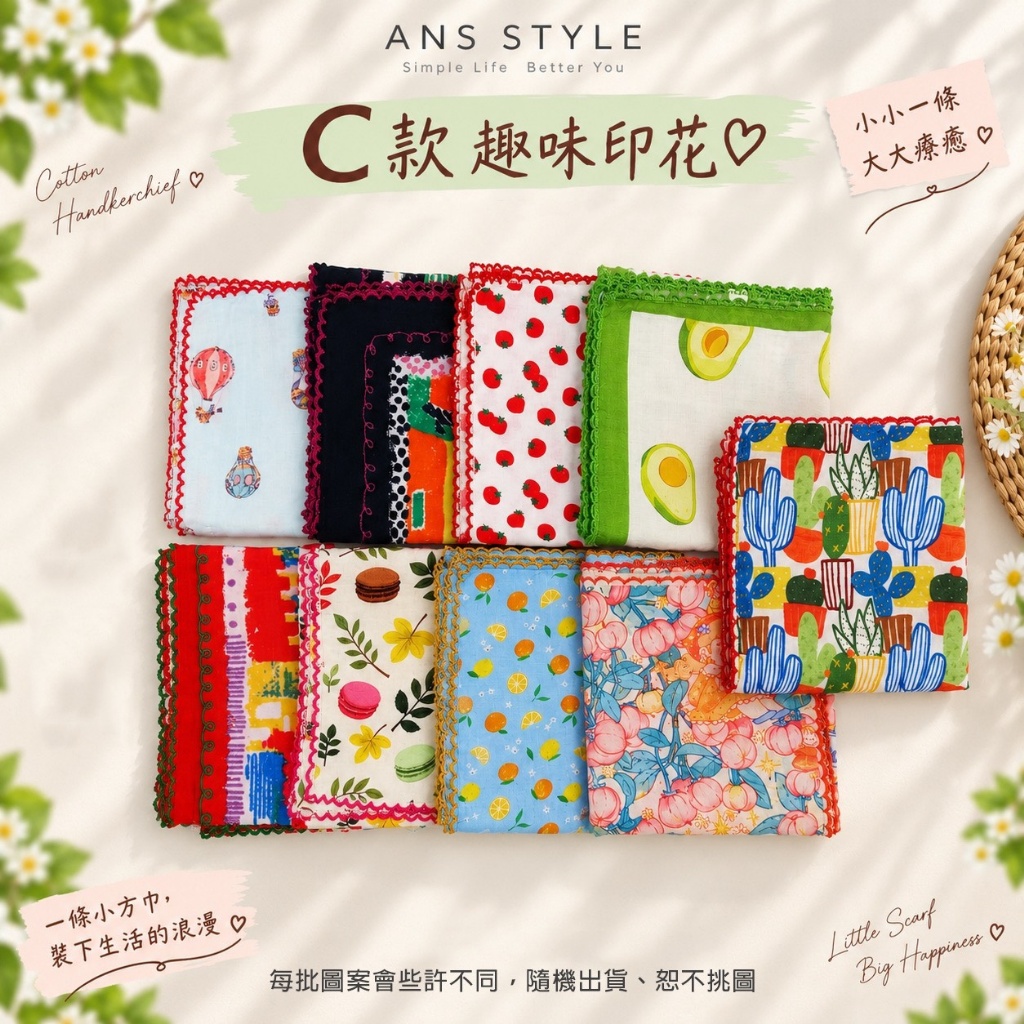 ANS STYLE
Simple Life Better You
C款 趣味印花♡
小小一條
大大療癒♡
Cotton
Handkerchief ♡
一條小方巾，
裝下生活的浪漫♡
Little Scarf
Big Happiness ♡
每批圖案會些許不同，隨機出貨、恕不挑圖